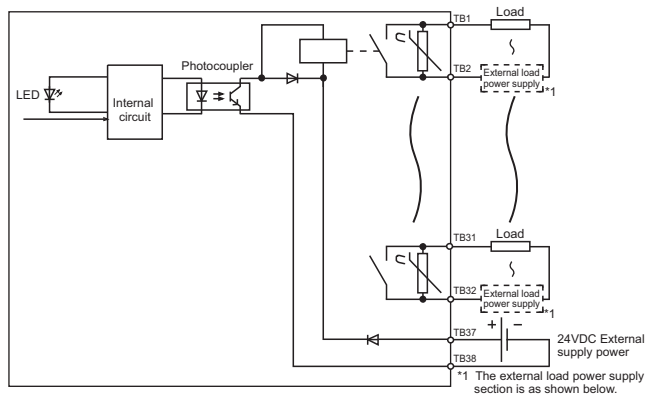 TB1
Load
Photocoupler
TB2
External load
power supply
*1
LED
Internal
circuit
TB31
Load
TB32
External load
power supply
*1
TB37
+
−
24VDC External
supply power
TB38
*1 The external load power supply
section is as shown below.